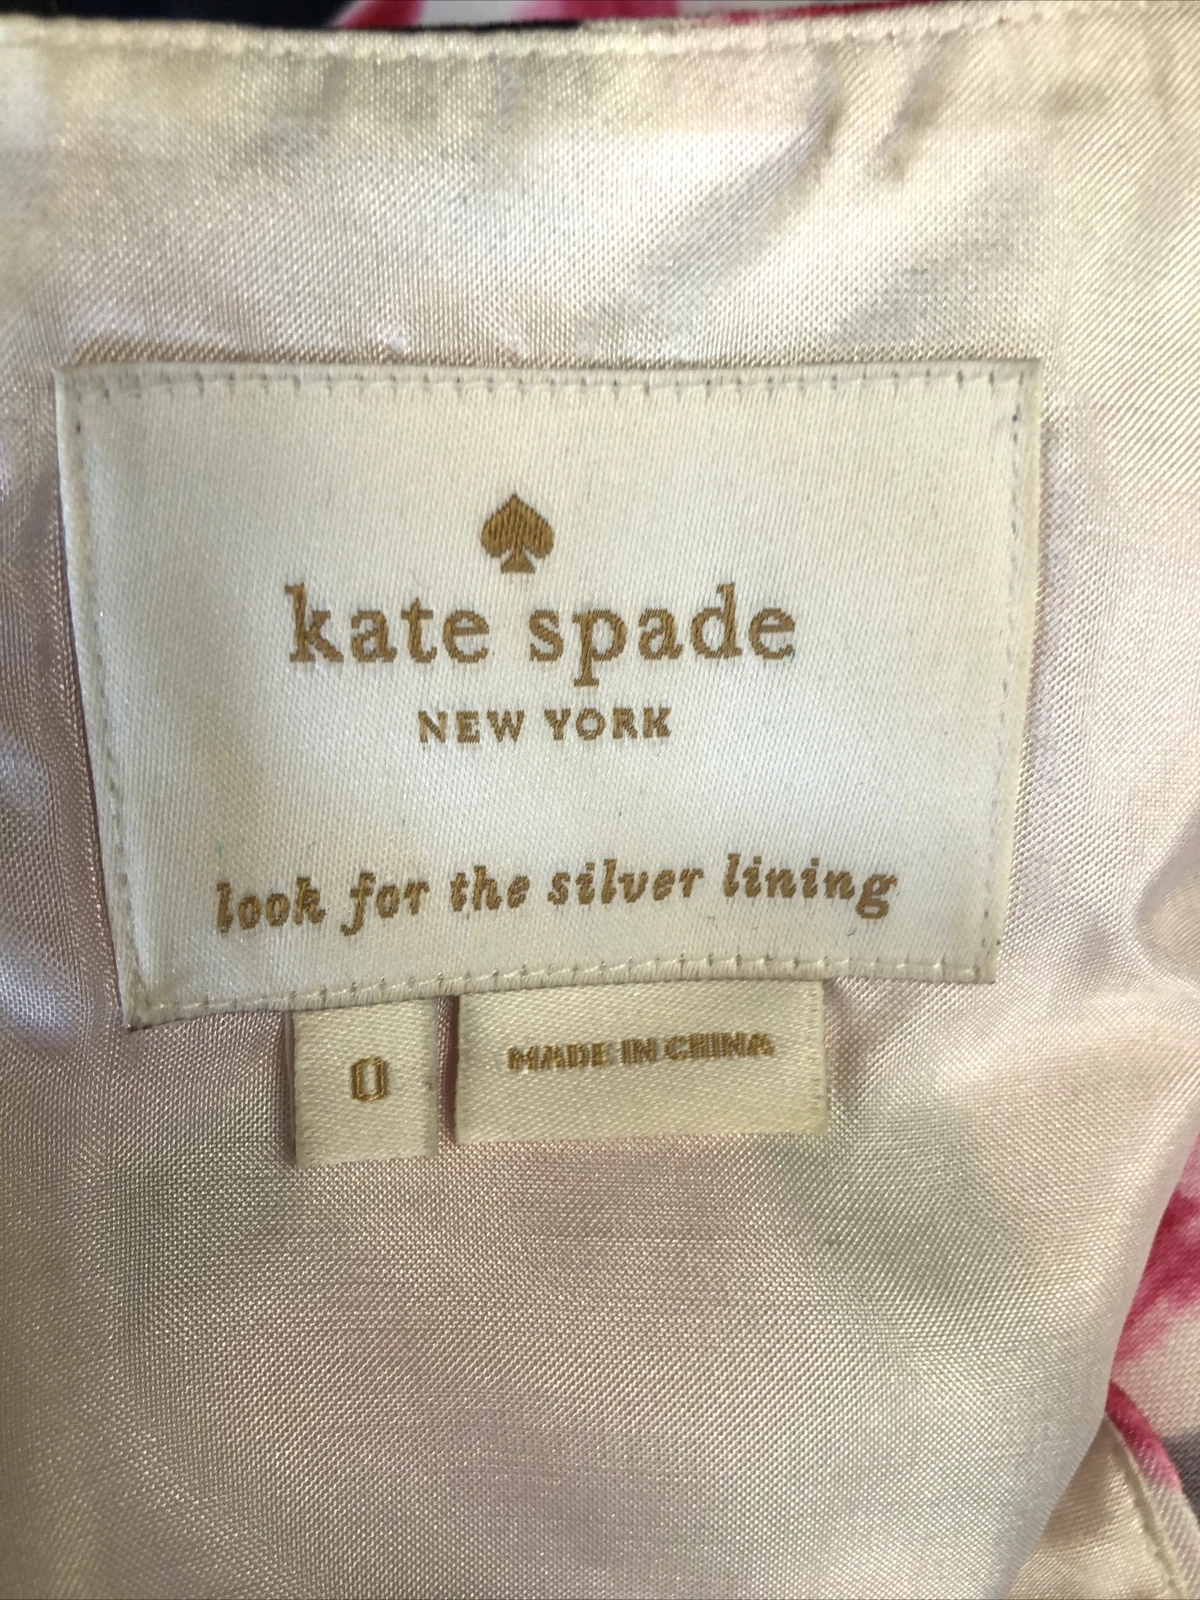 kate spade
NEW YORK
look for the silver lining
0
MADE IN CHINA